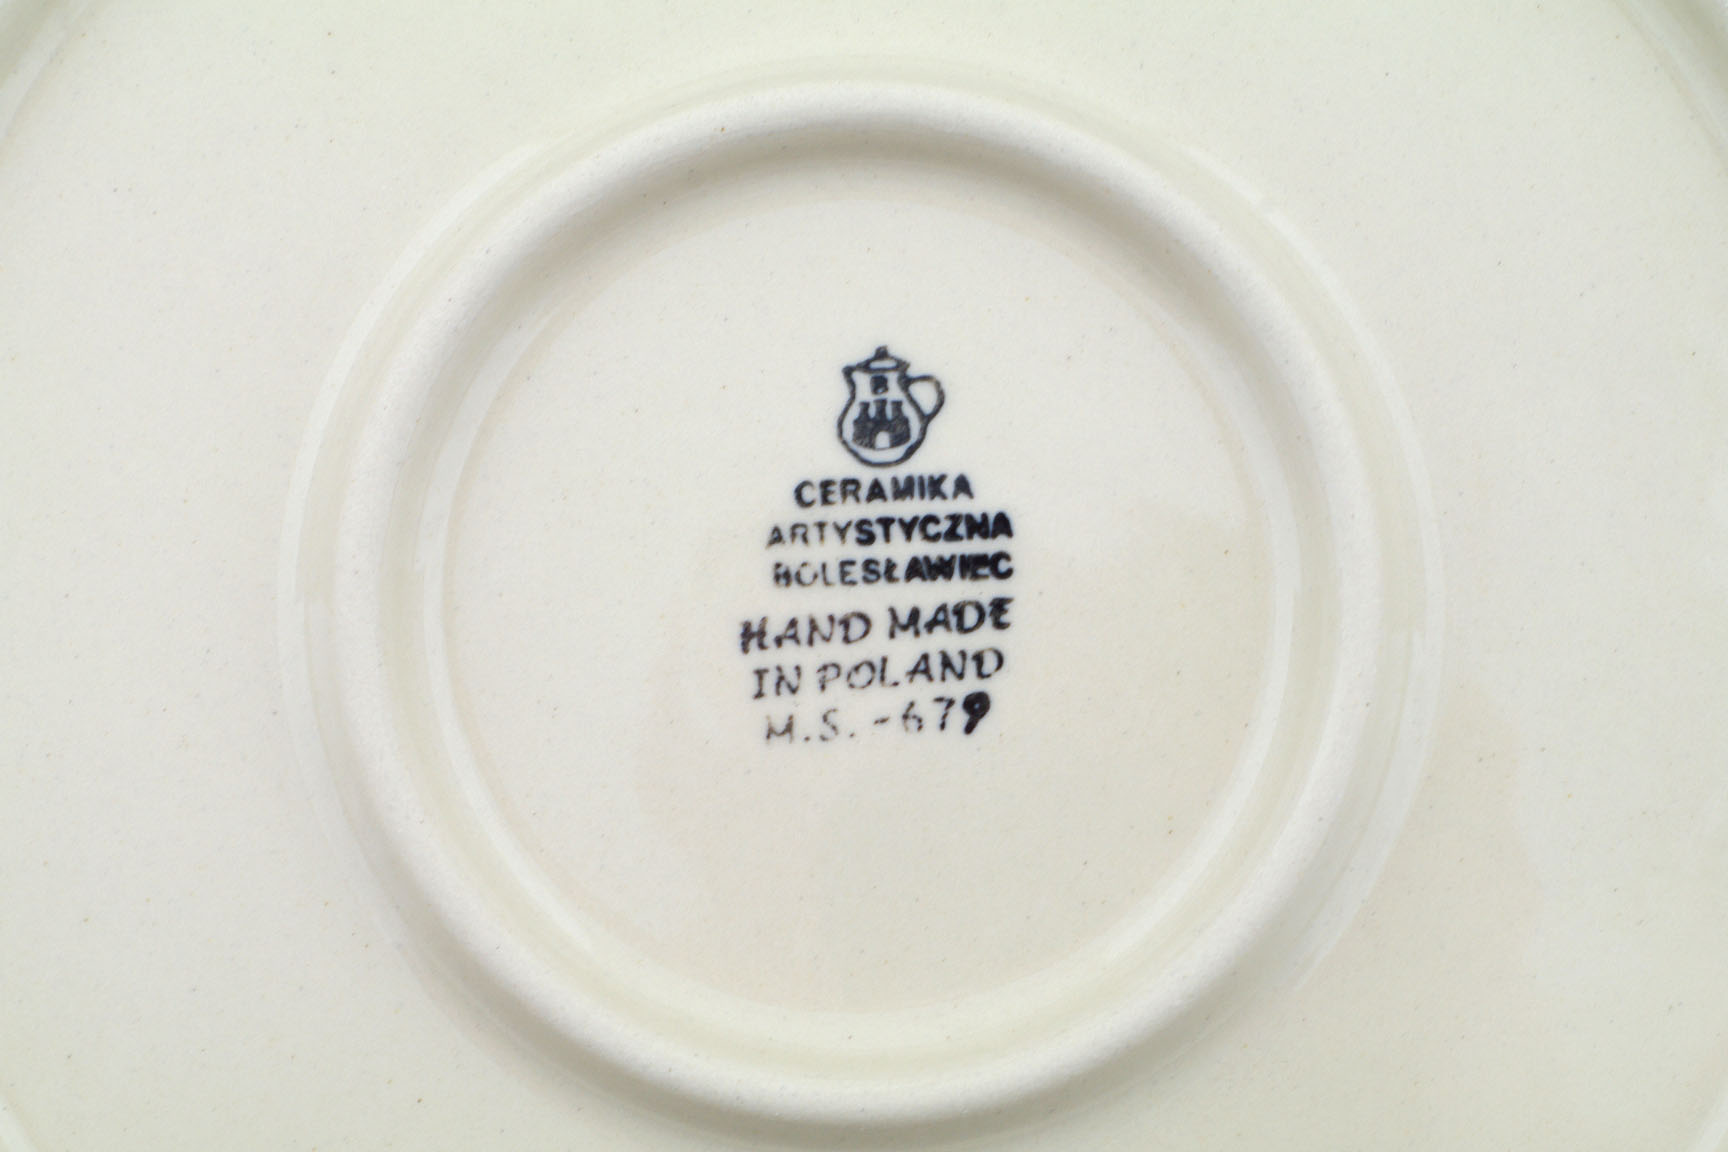 B
CERAMIKA
ARTYSTYCZNA
BOLESŁAWIEC
HAND MADE
IN POLAND
M.S. -679